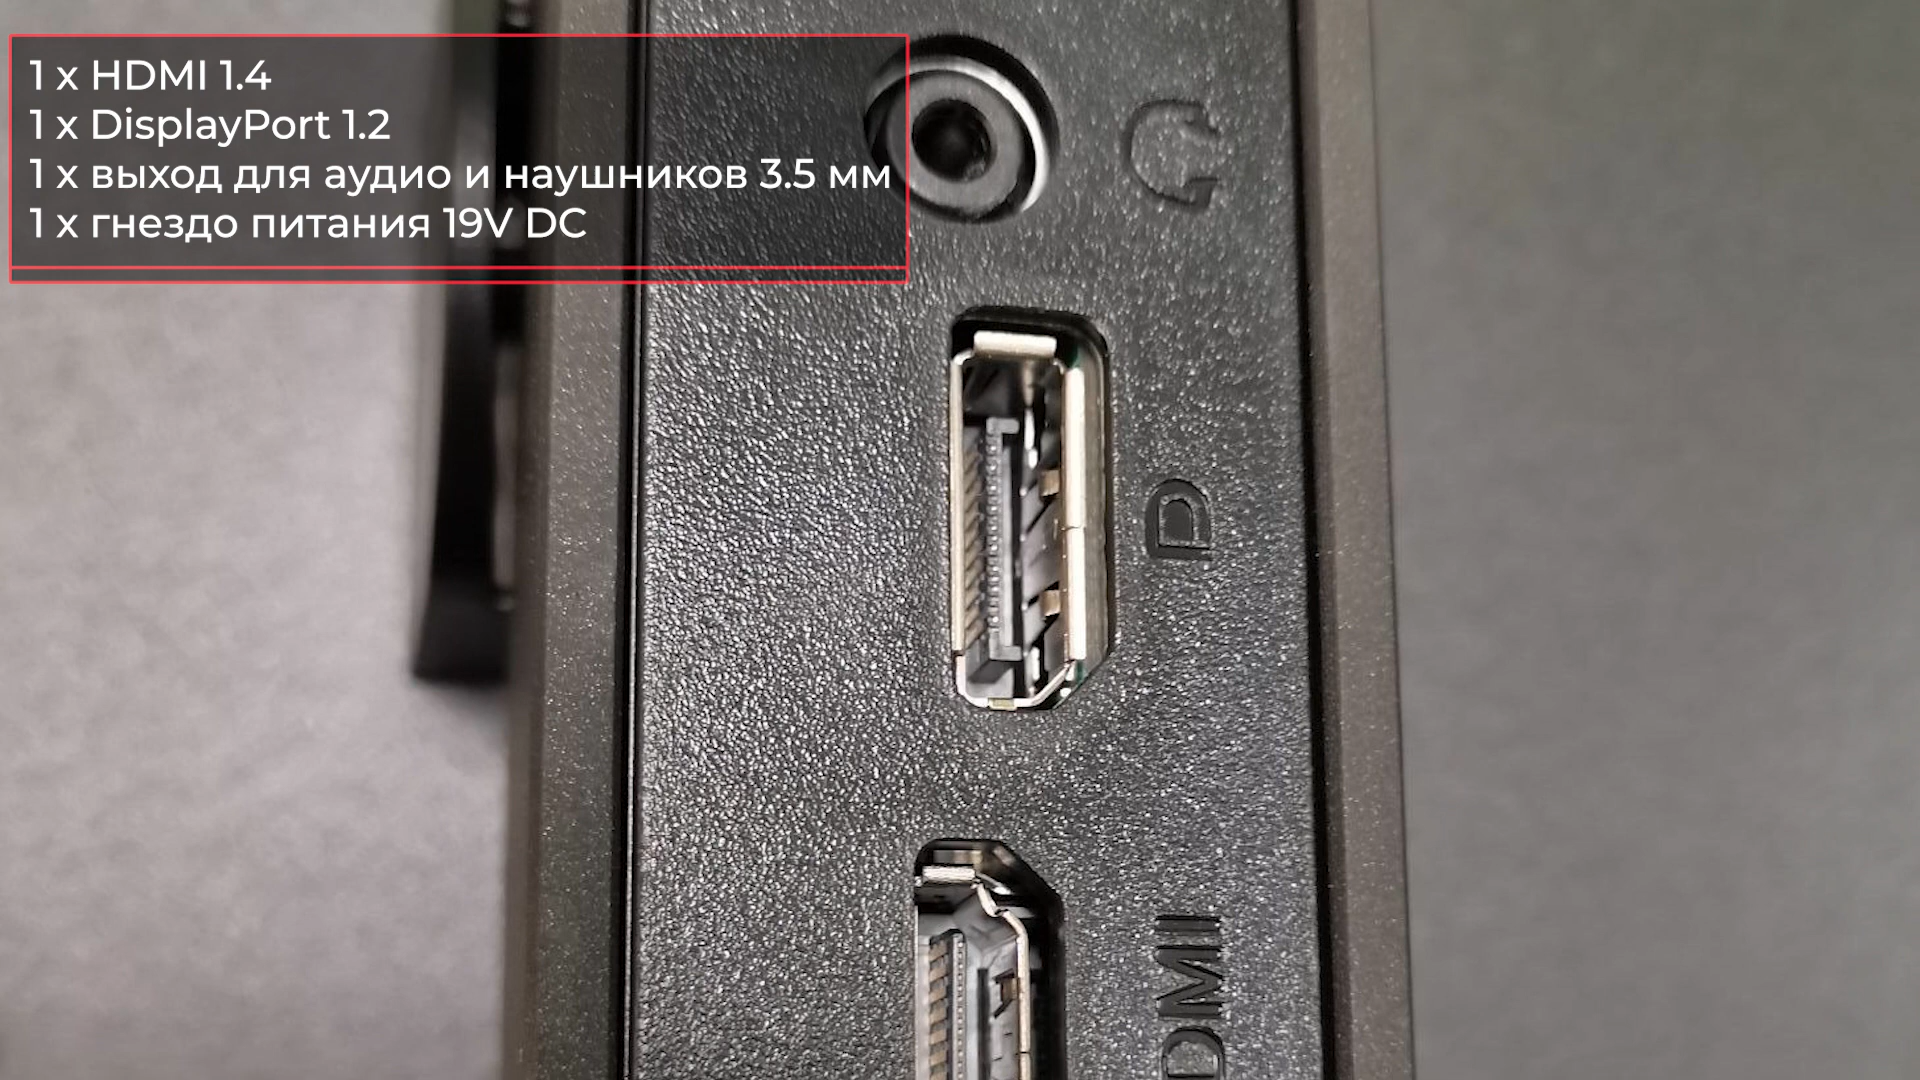 1 x HDMI 1.4
1 x DisplayPort 1.2
1 x выход для аудио и наушников 3.5 мм
1 x гнездо питания 19V DC
D
DMI